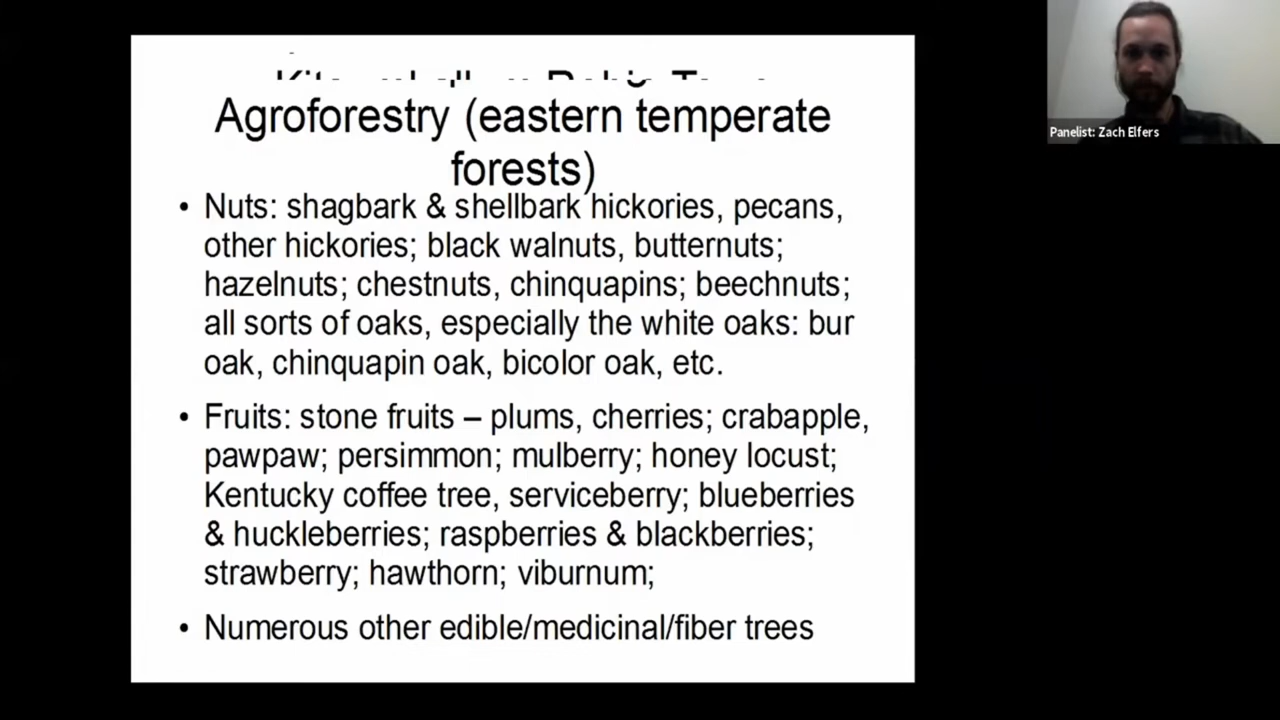 Agroforestry (eastern temperate
forests)
• Nuts: shagbark & shellbark hickories, pecans,
other hickories; black walnuts, butternuts;
hazelnuts; chestnuts, chinquapins; beechnuts;
all sorts of oaks, especially the white oaks: bur
oak, chinquapin oak, bicolor oak, etc.
• Fruits: stone fruits – plums, cherries; crabapple,
pawpaw; persimmon; mulberry; honey locust;
Kentucky coffee tree, serviceberry; blueberries
& huckleberries; raspberries & blackberries;
strawberry; hawthorn; viburnum;
• Numerous other edible/medicinal/fiber trees
Panelist: Zach Elfers